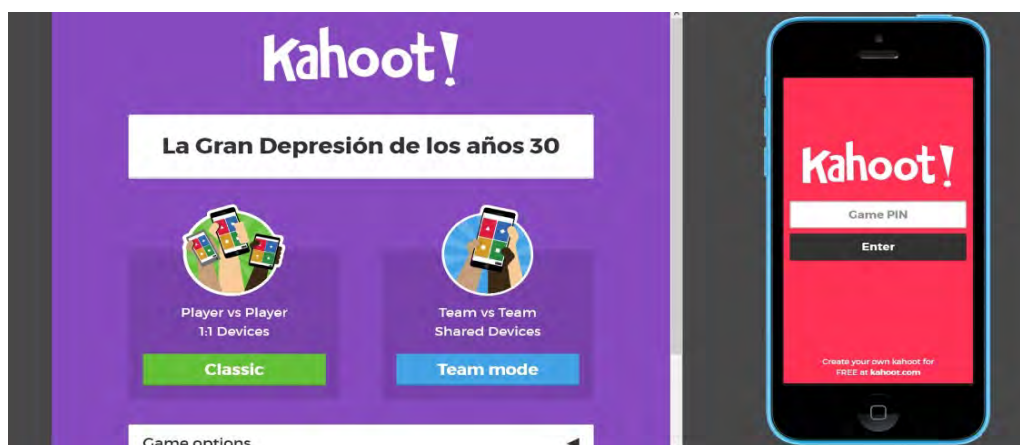 Kahoot!
La Gran Depresión de los años 30
Player vs Player
1:1 Devices
Classic
Team vs Team
Shared Devices
Team mode
Game options
Kahoot!
Game PIN
Enter
Create your own kahoot for
FREE at kahoot.com